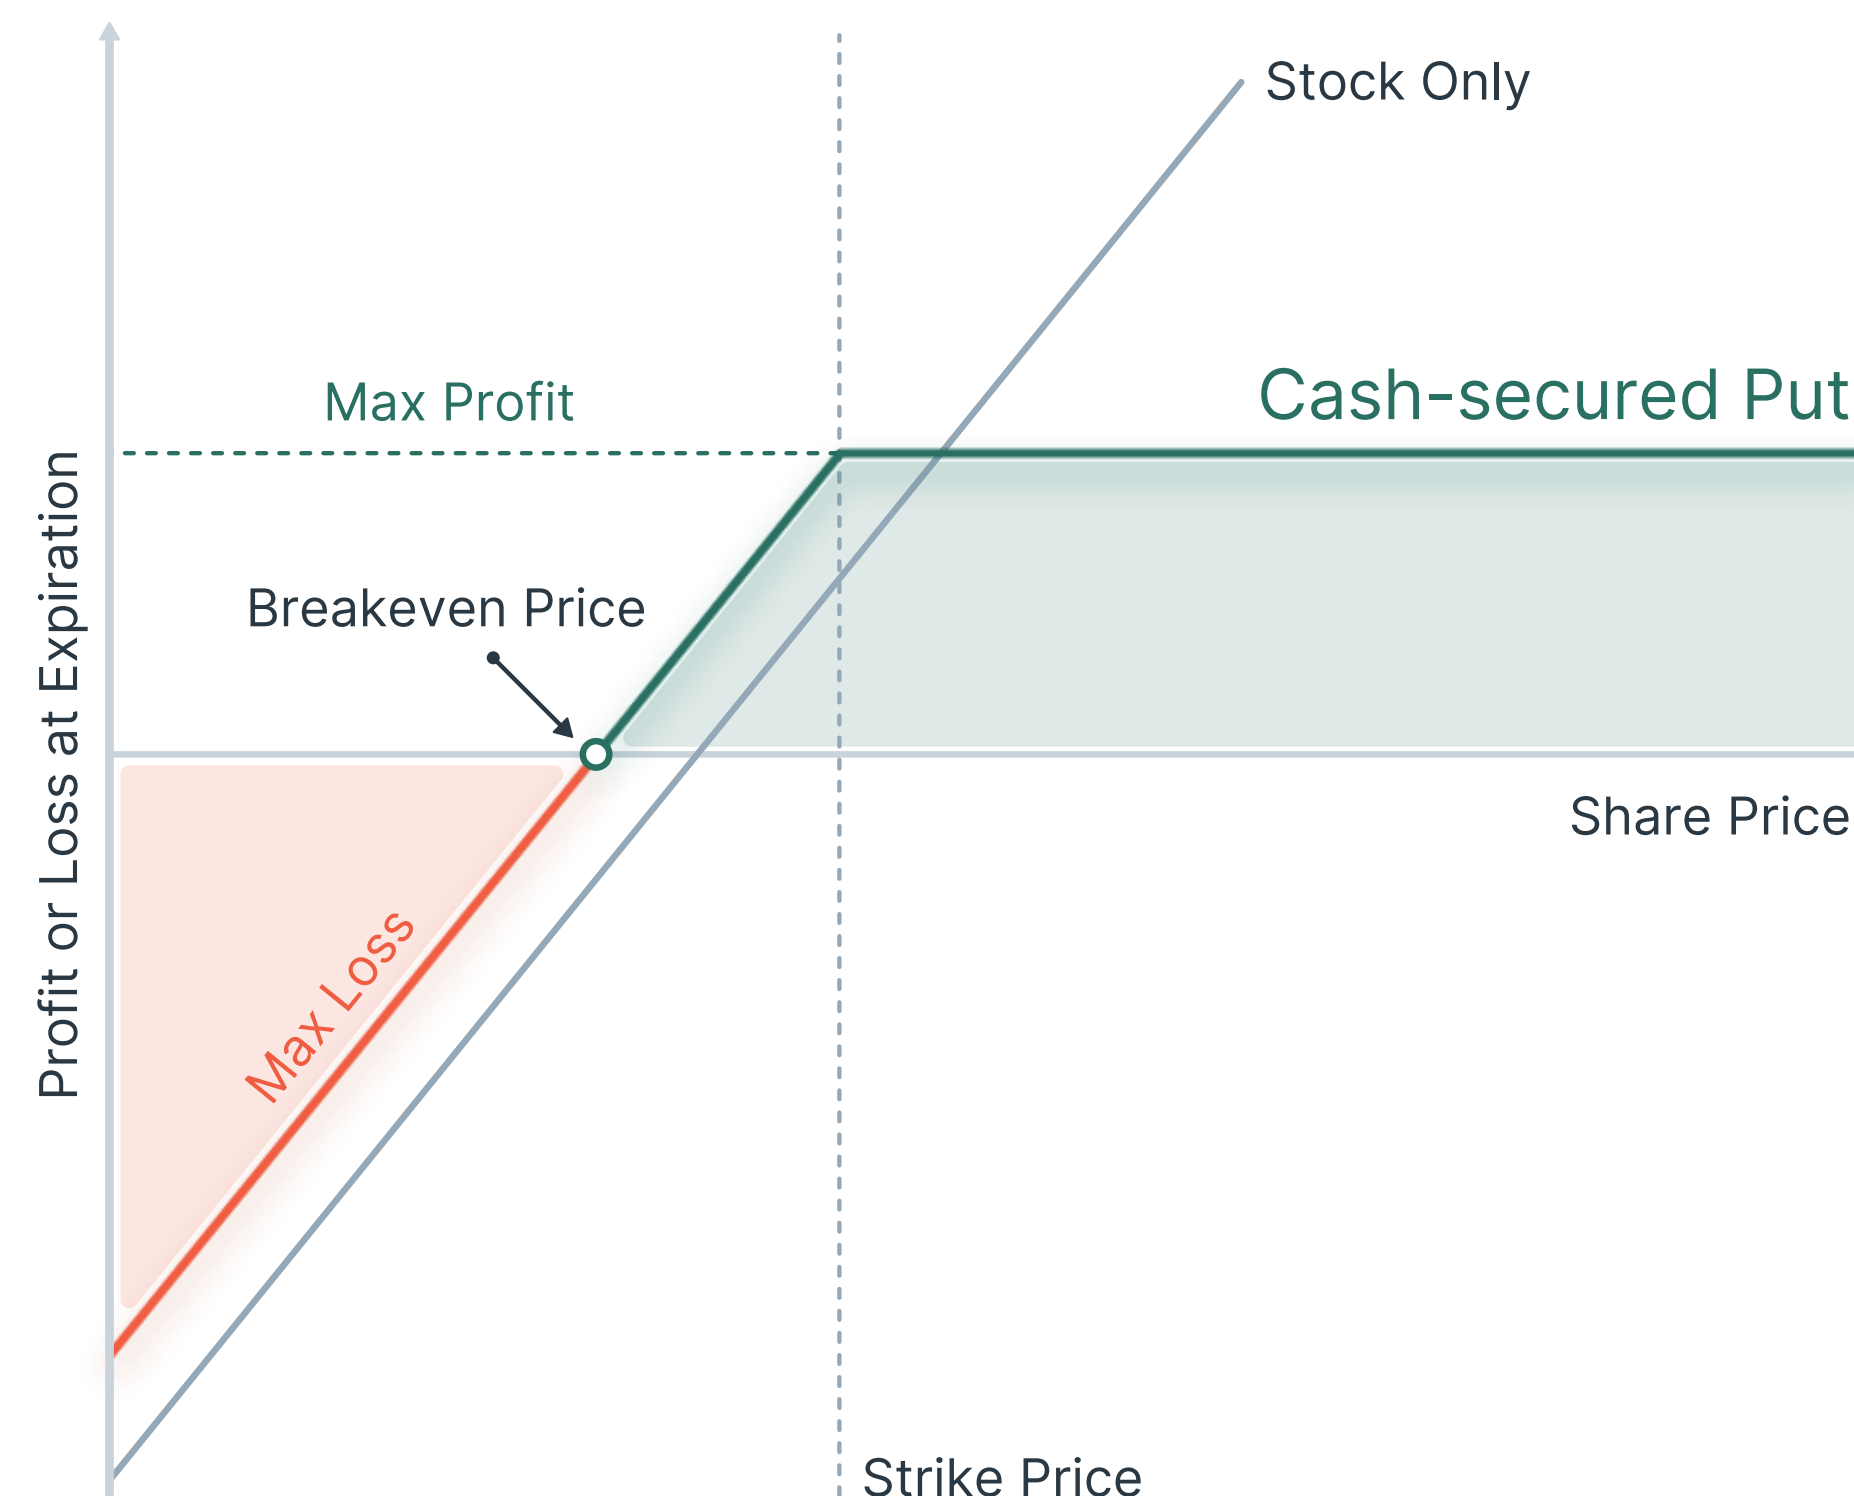 Stock Only
Cash-secured Put
Max Profit
Breakeven Price
Profit or Loss at Expiration
Share Price
Max Loss
Strike Price